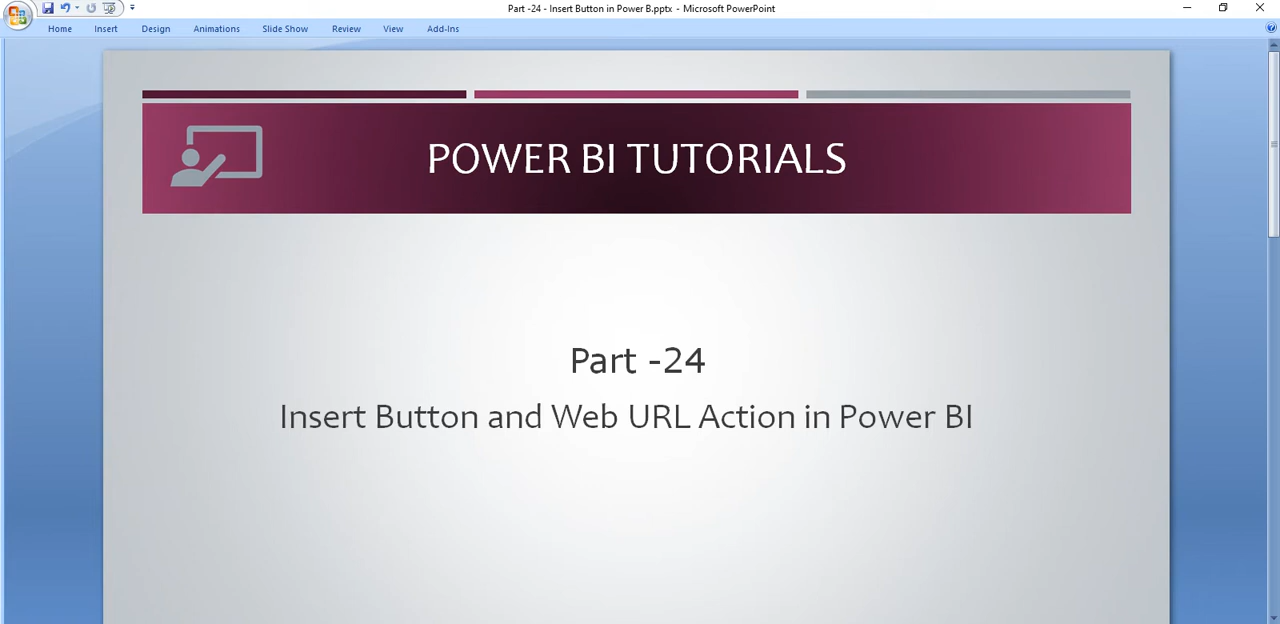 Part -24 - Insert Button in Power B.pptx - Microsoft PowerPoint
Home Insert Design Animations Slide Show Review View Add-Ins
POWER BI TUTORIALS
Part -24
Insert Button and Web URL Action in Power BI